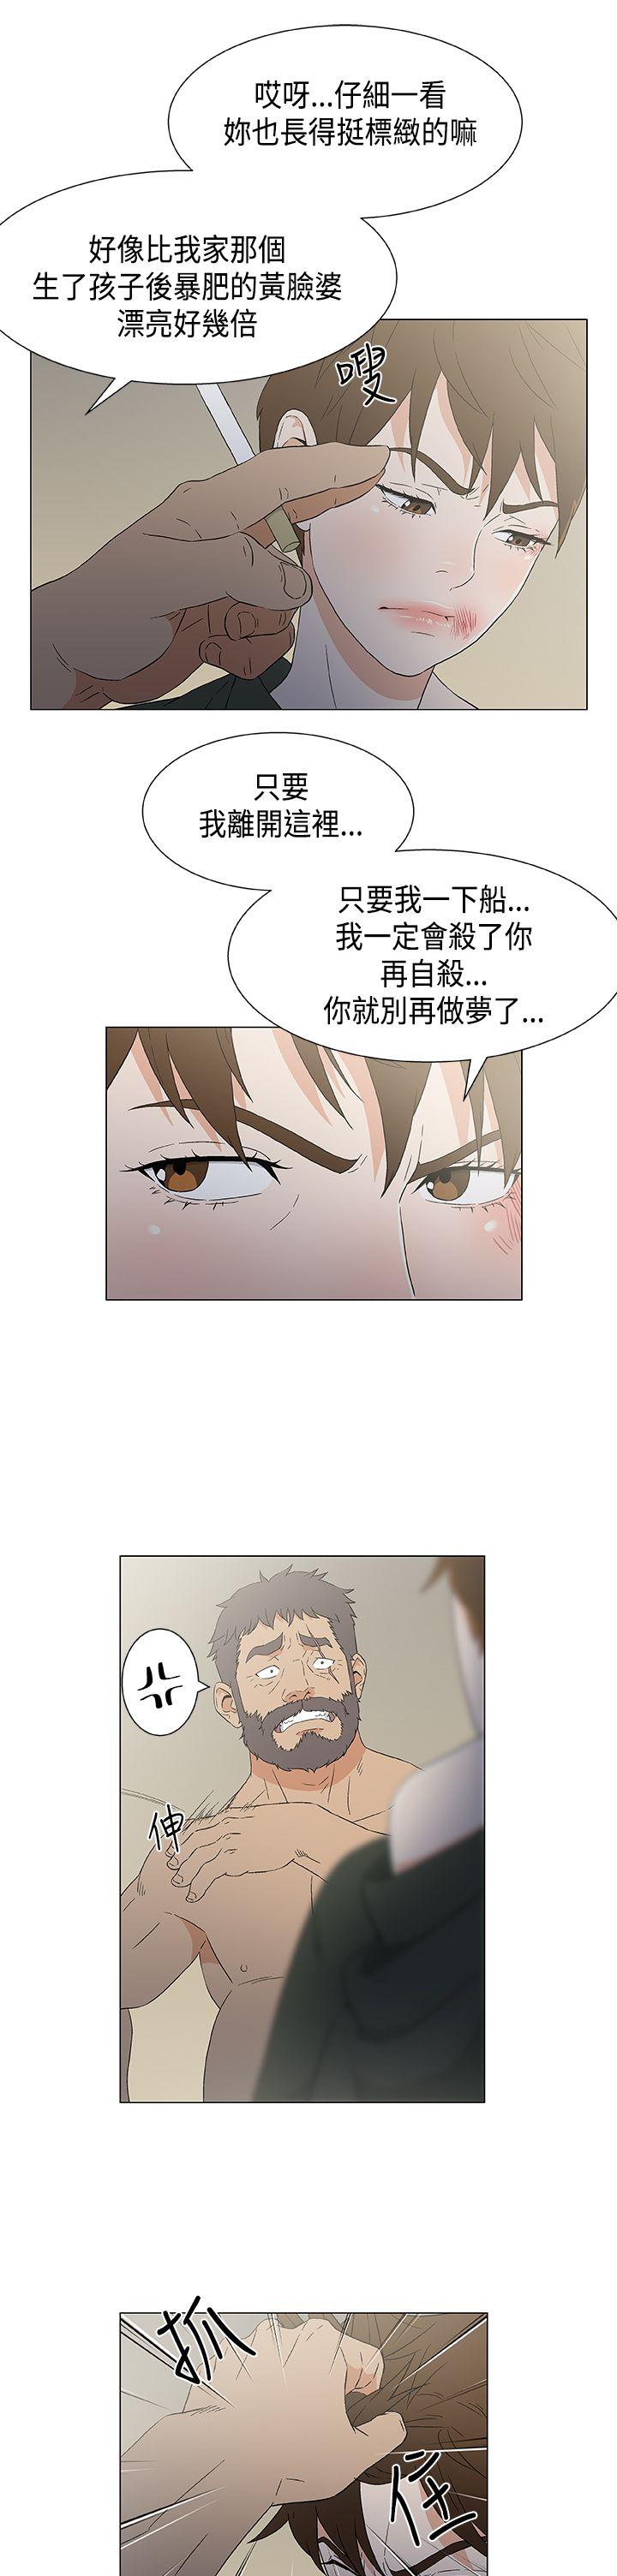 哎呀...仔細一看
妳也長得挺標緻的嘛
好像比我家那個
生了孩子後暴肥的黃臉婆
漂亮好幾倍
嗖
只要
我離開這裡...
只要我一下船...
我一定會殺了你
再自殺...
你就別再做夢了...
伸
抓
住